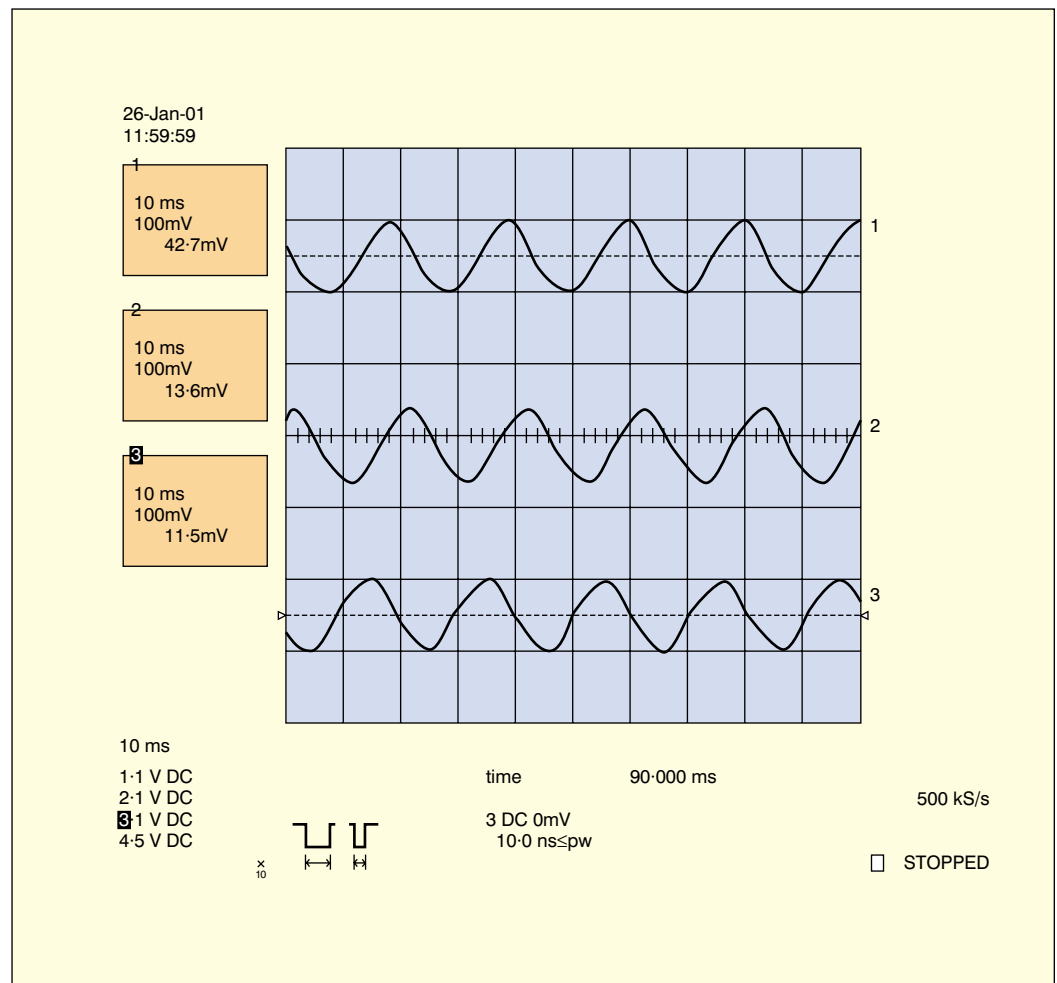 26-Jan-01
11:59:59
1
10 ms
100mV
42·7mV
2
10 ms
100mV
13·6mV
3
10 ms
100mV
11·5mV
1
2
3
10 ms
1·1 V DC
2·1 V DC
3·1 V DC
4·5 V DC
×
10
time 90·000 ms
3 DC 0mV
10·0 ns≤pw
500 kS/s
STOPPED